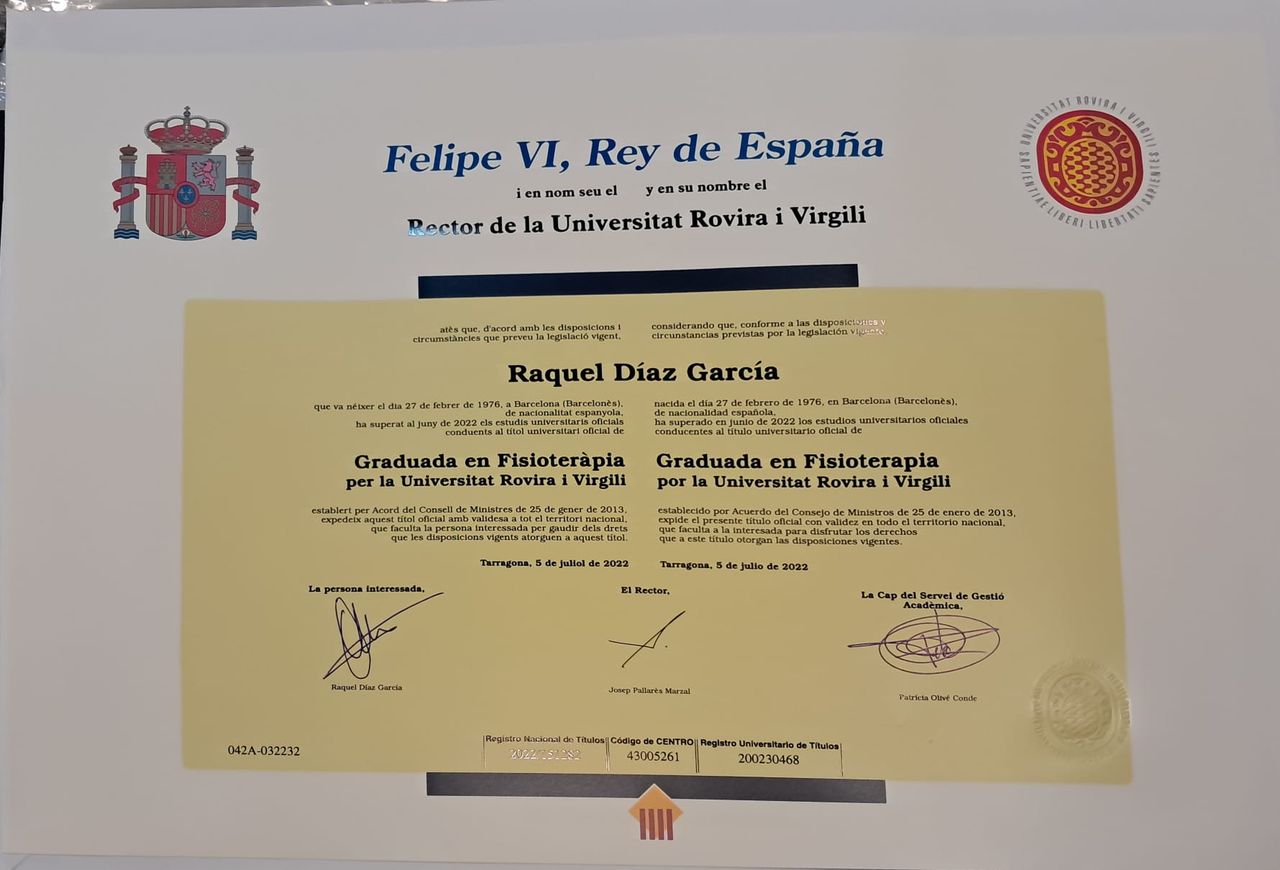 Felipe VI, Rey de España
i en nom seu el y en su nombre el
Rector de la Universitat Rovira i Virgili
UNIVERSITAT ROVIRA I VIRGILI
SAPIENTIAE LIBERI LIBERTATI SAPIENTES
atès que, d'acord amb les disposicions i
circumstàncies que preveu la legislació vigent,
considerando que, conforme a las disposiciones y
circunstancias previstas por la legislación vigente,
Raquel Díaz García
que va néixer el dia 27 de febrer de 1976, a Barcelona (Barcelonès),
de nacionalitat espanyola,
ha superat al juny de 2022 els estudis universitaris oficials
conduents al títol universitari oficial de
nacida el día 27 de febrero de 1976, en Barcelona (Barcelonès),
de nacionalidad española,
ha superado en junio de 2022 los estudios universitarios oficiales
conducentes al título universitario oficial de
Graduada en Fisioteràpia
per la Universitat Rovira i Virgili
Graduada en Fisioterapia
por la Universitat Rovira i Virgili
establert per Acord del Consell de Ministres de 25 de gener de 2013,
expedeix aquest títol oficial amb validesa a tot el territori nacional,
que faculta la persona interessada per gaudir dels drets
que les disposicions vigents atorguen a aquest títol.
establecido por Acuerdo del Consejo de Ministros de 25 de enero de 2013,
expide el presente título oficial con validez en todo el territorio nacional,
que faculta a la interesada para disfrutar los derechos
que a este título otorgan las disposiciones vigentes.
Tarragona, 5 de juliol de 2022
Tarragona, 5 de julio de 2022
La persona interessada,
El Rector,
La Cap del Servei de Gestió
Acadèmica,
Raquel Díaz García
Josep Pallarès Marzal
Patricia Olivé Conde
042A-032232
Registro Nacional de Títulos
2022/151282
Código de CENTRO
43005261
Registro Universitario de Títulos
200230468